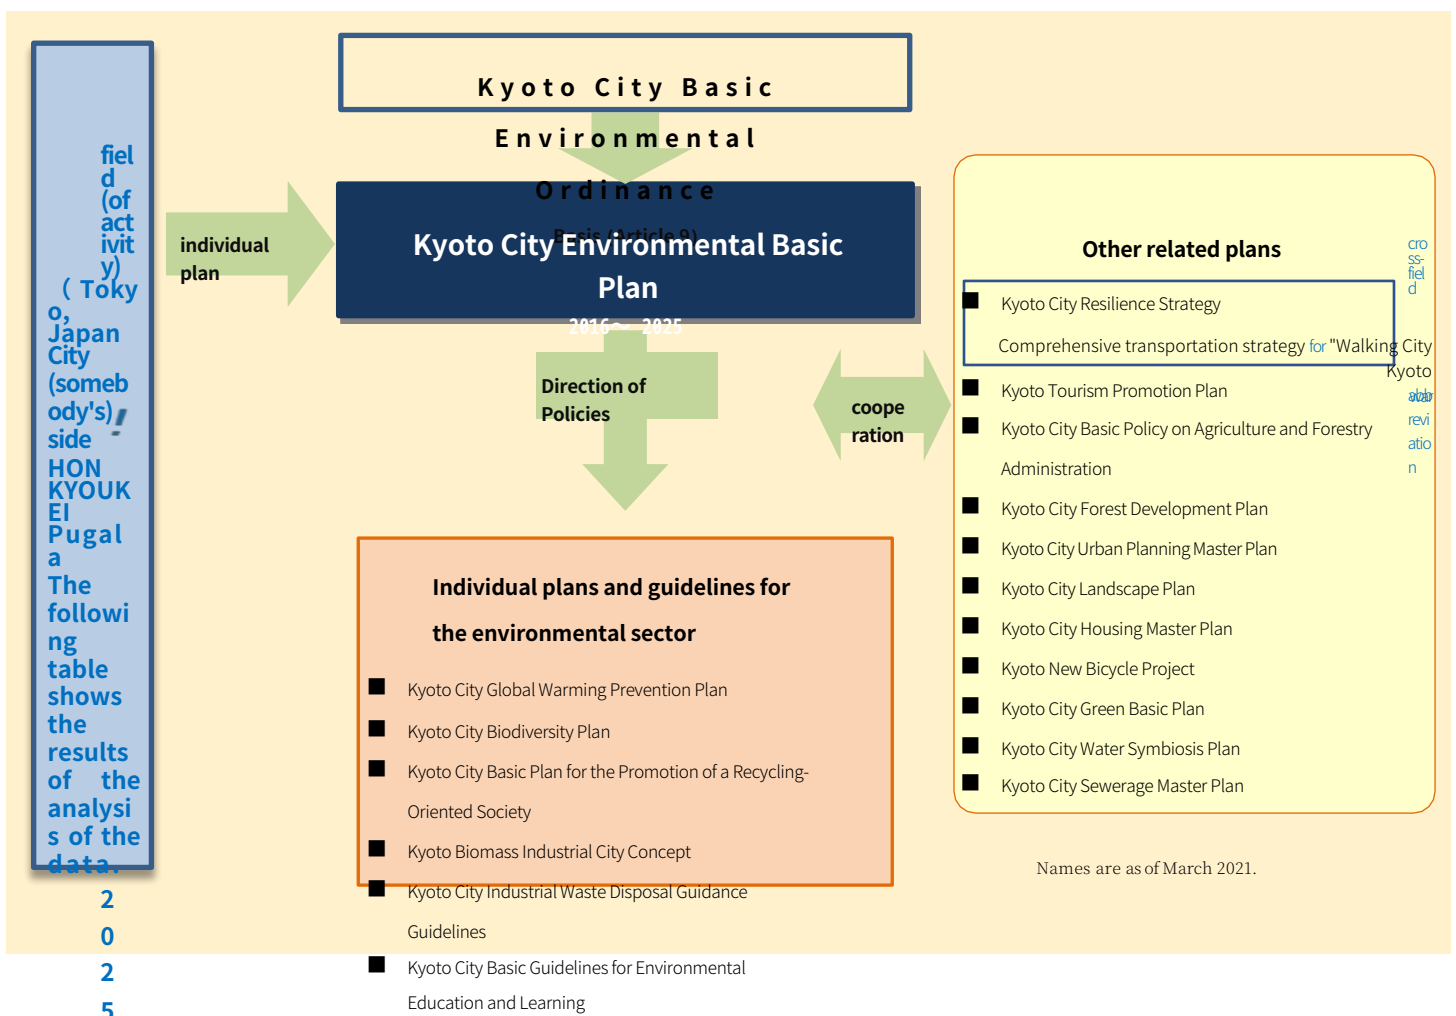 Kyoto City Basic
Environmental
Ordinance
Basis (Article 9)
Kyoto City Environmental Basic
Plan
2016～ 2025
fiel
d
(of
act
ivit
y)
（ Toky
o,
Japan
City
(someb
ody's)
side
!
HON
KYOUK
EI
Pugal
a
The
followi
ng
table
shows
the
results
of the
analysi
s of the
data.
2
0
2
5
individual
plan
Direction of
Policies
coope
ration
Individual plans and guidelines for
the environmental sector
■ Kyoto City Global Warming Prevention Plan
■ Kyoto City Biodiversity Plan
■ Kyoto City Basic Plan for the Promotion of a Recycling-
Oriented Society
■ Kyoto Biomass Industrial City Concept
■ Kyoto City Industrial Waste Disposal Guidance
Guidelines
■ Kyoto City Basic Guidelines for Environmental
Education and Learning
Other related plans
■ Kyoto City Resilience Strategy
Comprehensive transportation strategy for "Walking City
Kyoto
■ Kyoto Tourism Promotion Plan
■ Kyoto City Basic Policy on Agriculture and Forestry
Administration
■ Kyoto City Forest Development Plan
■ Kyoto City Urban Planning Master Plan
■ Kyoto City Landscape Plan
■ Kyoto City Housing Master Plan
■ Kyoto New Bicycle Project
■ Kyoto City Green Basic Plan
■ Kyoto City Water Symbiosis Plan
■ Kyoto City Sewerage Master Plan
cro
ss-
fiel
d
abb
revi
atio
n
Names are as of March 2021.